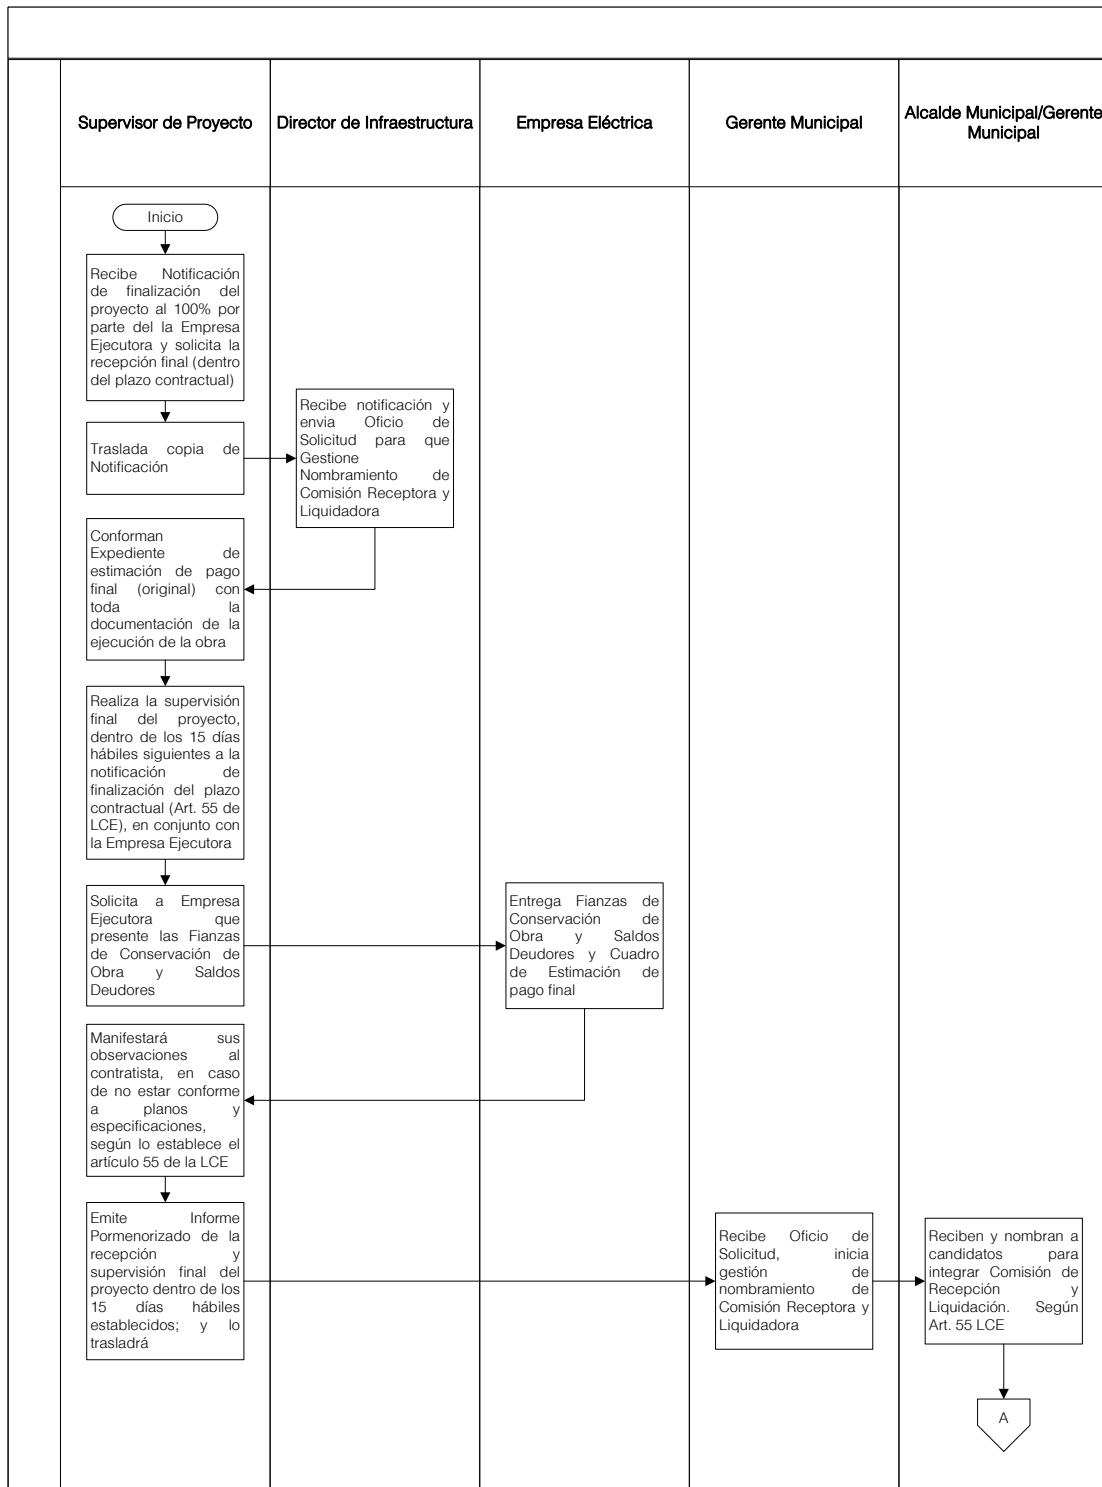 Supervisor de Proyecto
Director de Infraestructura
Empresa Eléctrica
Gerente Municipal
Alcalde Municipal/Gerente
Municipal
Inicio
Recibe Notificación
de finalización del
proyecto al 100% por
parte del la Empresa
Ejecutora y solicita la
recepción final (dentro
del plazo contractual)
Traslada copia de
Notificación
Recibe notificación y
envia Oficio de
Solicitud para que
Gestione
Nombramiento de
Comisión Receptora y
Liquidadora
Conforman
Expediente de
estimación de pago
final (original) con
toda la
documentación de la
ejecución de la obra
Realiza la supervisión
final del proyecto,
dentro de los 15 días
hábiles siguientes a la
notificación de
finalización del plazo
contractual (Art. 55 de
LCE), en conjunto con
la Empresa Ejecutora
Solicita a Empresa
Ejecutora que
presente las Fianzas
de Conservación de
Obra y Saldos
Deudores
Entrega Fianzas de
Conservación de
Obra y Saldos
Deudores y Cuadro
de Estimación de
pago final
Manifestará sus
observaciones al
contratista, en caso
de no estar conforme
a planos y
especificaciones,
según lo establece el
artículo 55 de la LCE
Emite Informe
Pormenorizado de la
recepción y
supervisión final del
proyecto dentro de los
15 días hábiles
establecidos; y lo
trasladrá
Recibe Oficio de
Solicitud, inicia
gestión de
nombramiento de
Comisión Receptora y
Liquidadora
Reciben y nombran a
candidatos para
integrar Comisión de
Recepción y
Liquidación. Según
Art. 55 LCE
A